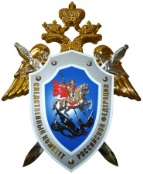 СЛЕДСТВЕННЫЙ КОМИТЕТ
РОССИЙСКОЙ ФЕДЕРАЦИИ